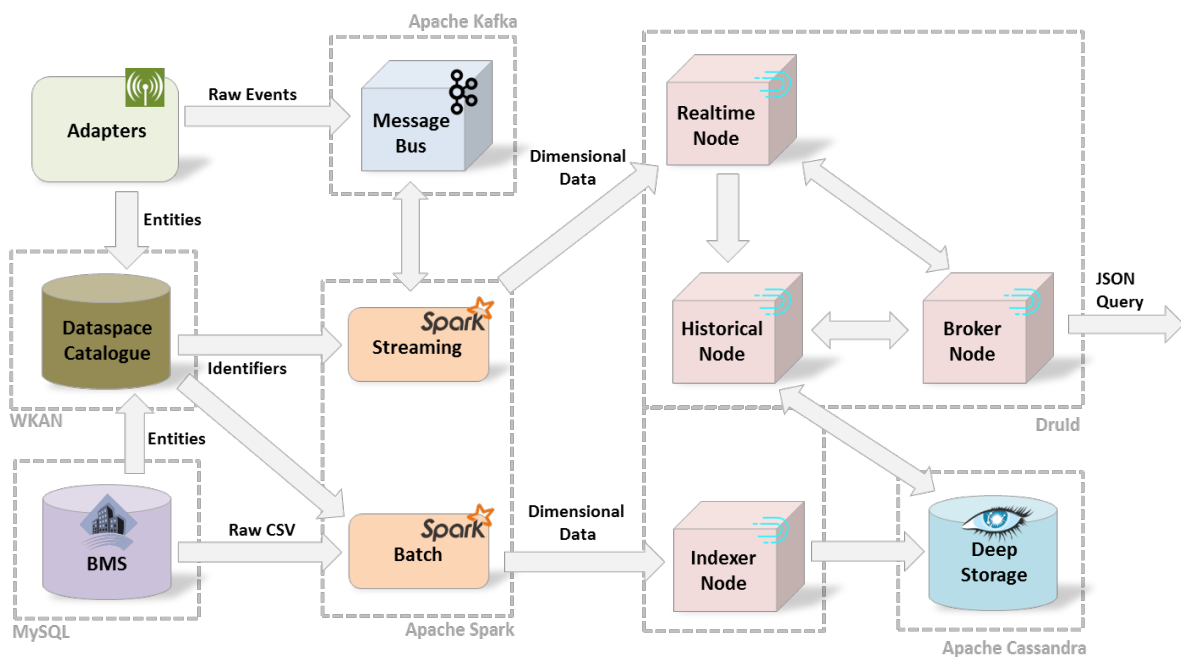 Apache Kafka
Adapters
Raw Events
Message
Bus
Realtime
Node
Dimensional
Data
Entities
Dataspace
Catalogue
Identifiers
WKAN
Spark
Streaming
Historical
Node
Broker
Node
JSON
Query
Druid
Entities
BMS
MySQL
Raw CSV
Spark
Batch
Apache Spark
Dimensional
Data
Indexer
Node
Deep
Storage
Apache Cassandra